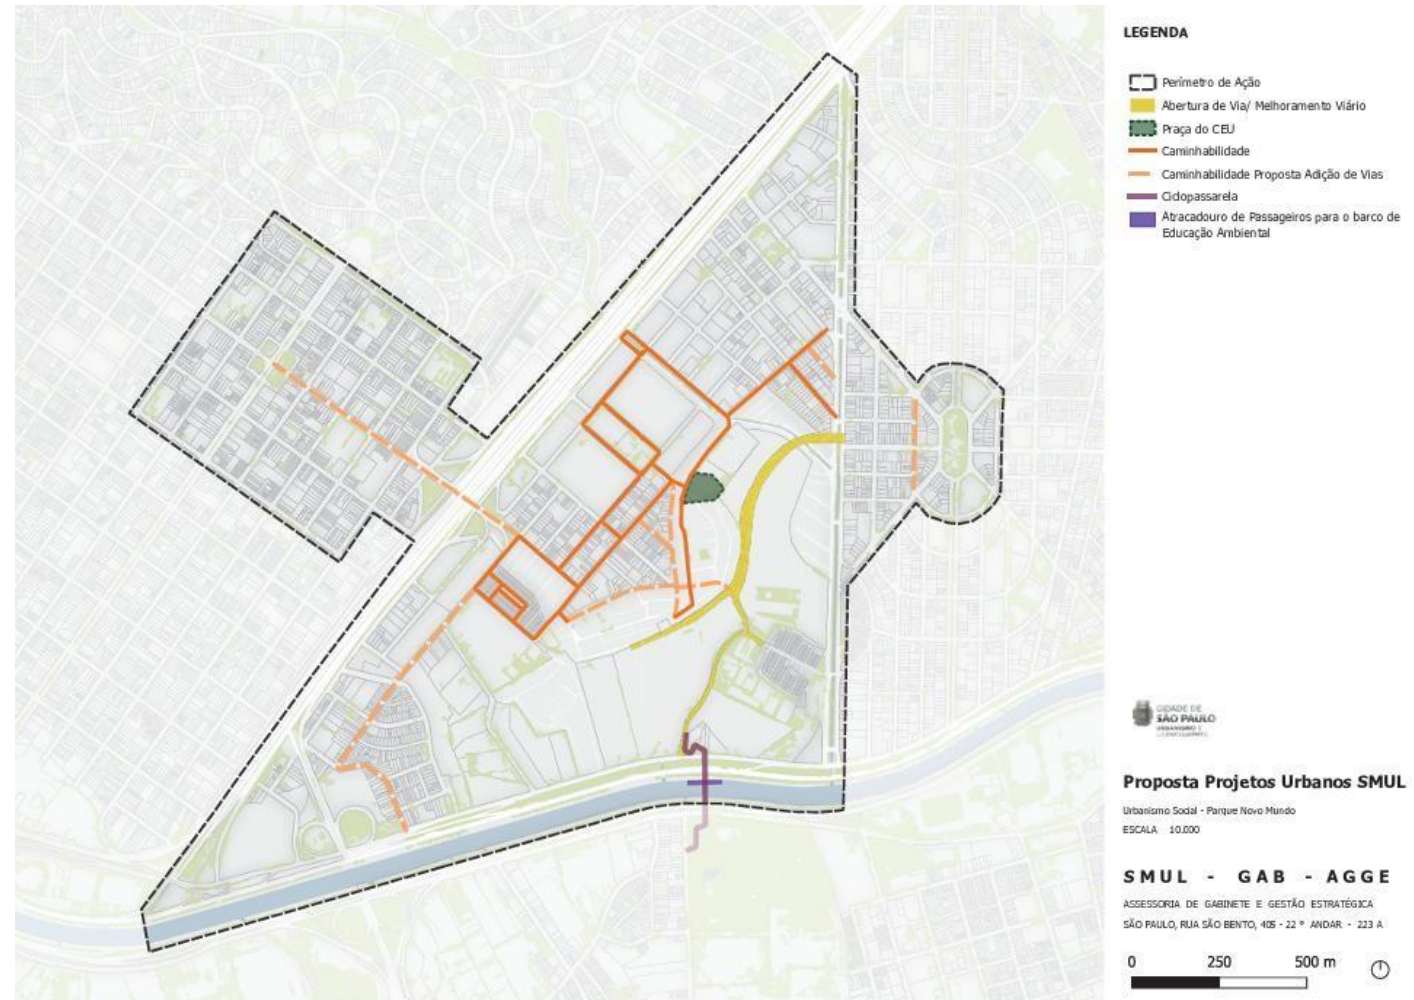 LEGENDA
Perímetro de Ação
Abertura de Via/ Melhoramento Viário
Praça do CEU
Caminhabilidade
Caminhabilidade Proposta Adição de Vias
Ciclopassarela
Atracadouro de Passageiros para o barco de
Educação Ambiental
CIDADE DE
SÃO PAULO
URBANISMO E
LICENCIAMENTO
Proposta Projetos Urbanos SMUL
Urbanismo Social - Parque Novo Mundo
ESCALA 10.000
SMUL - GAB - AGGE
ASSESSORIA DE GABINETE E GESTÃO ESTRATÉGICA
SÃO PAULO, RUA SÃO BENTO, 405 - 22 º ANDAR - 223 A
0 250 500 m